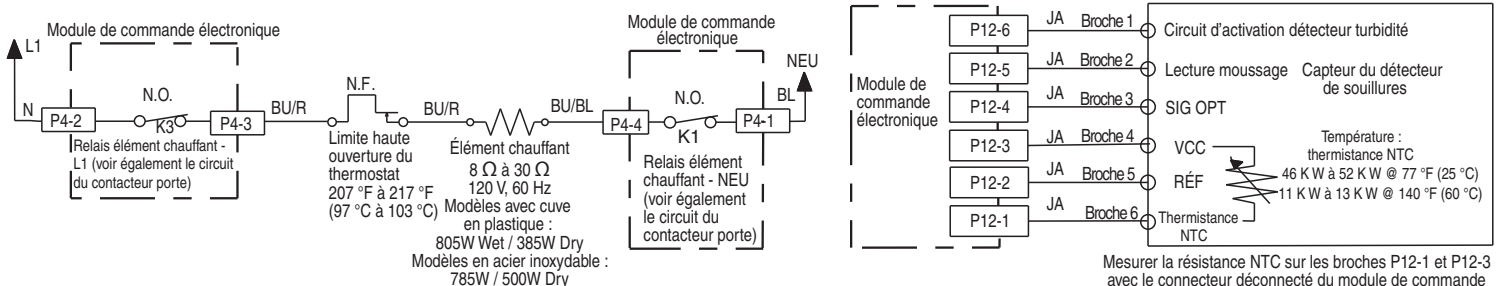 Module de commande électronique
L1
N
P4-2
N.O.
K3
P4-3
Relais élément chauffant -
L1 (voir également le circuit
du contacteur porte)
BU/R
N.F.
Limite haute
ouverture du
thermostat
207 °F à 217 °F
(97 °C à 103 °C)
BU/R
Élément chauffant
8 Ω à 30 Ω
120 V, 60 Hz
Modèles avec cuve
en plastique :
805W Wet / 385W Dry
Modèles en acier inoxydable :
785W / 500W Dry
BU/BL
Module de commande
électronique
P4-4
N.O.
K1
P4-1
Relais élément
chauffant - NEU
(voir également
le circuit du
contacteur porte)
NEU
BL
Module de
commande
électronique
P12-6 JA Broche 1 Circuit d'activation détecteur turbidité
P12-5 JA Broche 2 Lecture moussage
P12-4 JA Broche 3 SIG OPT
P12-3 JA Broche 4 VCC
P12-2 JA Broche 5 RÉF
P12-1 JA Broche 6 Thermistance
NTC
Capteur du détecteur
de souillures
Température :
thermistance NTC
46 K W à 52 K W @ 77 °F (25 °C)
11 K W à 13 K W @ 140 °F (60 °C)
Mesurer la résistance NTC sur les broches P12-1 et P12-3
avec le connecteur déconnecté du module de commande